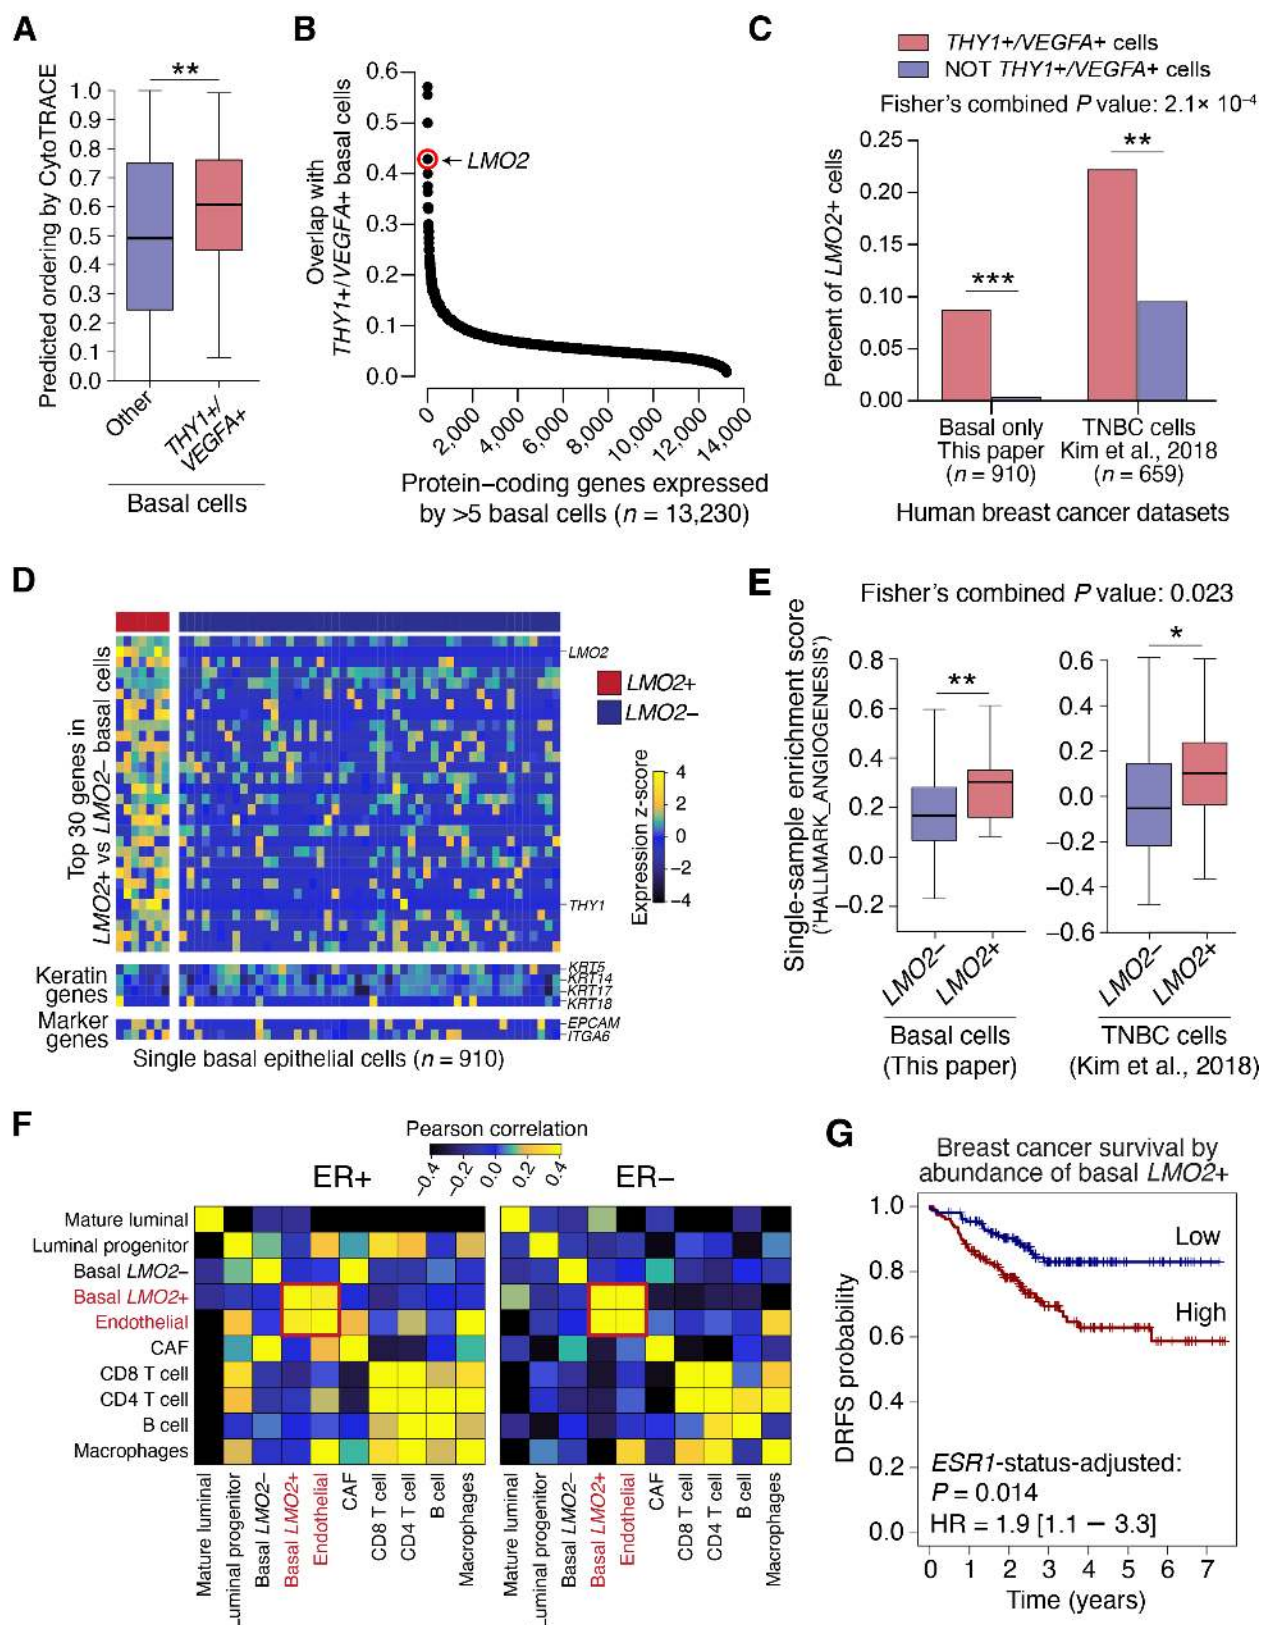 A
Predicted ordering by CytoTRACE
**
1.0
0.9
0.8
0.7
0.6
0.5
0.4
0.3
0.2
0.1
0.0
Other
THY1+/
VEGFA+
Basal cells
B
Overlap with
THY1+/VEGFA+ basal cells
0.6
0.5
0.4
0.3
0.2
0.1
0.0
← LMO2
0
2,000
4,000
6,000
8,000
10,000
12,000
14,000
Protein–coding genes expressed
by >5 basal cells (n = 13,230)
C
THY1+/VEGFA+ cells
NOT THY1+/VEGFA+ cells
Fisher's combined P value: 2.1× 10–4
Percent of LMO2+ cells
0.25
0.20
0.15
0.10
0.05
0.00
***
**
Basal only
This paper
(n = 910)
TNBC cells
Kim et al., 2018
(n = 659)
Human breast cancer datasets
D
Top 30 genes in
LMO2+ vs LMO2– basal cells
LMO2
THY1
LMO2+
LMO2–
Expression z-score
4
2
0
−2
−4
Keratin
genes
KRT5
KRT14
KRT17
KRT18
Marker
genes
EPCAM
ITGA6
Single basal epithelial cells (n = 910)
E
Fisher's combined P value: 0.023
Single-sample enrichment score
('HALLMARK_ANGIOGENESIS')
0.8
0.6
0.4
0.2
0.0
−0.2
**
LMO2–
LMO2+
Basal cells
(This paper)
0.6
0.4
0.2
0.0
−0.2
−0.4
−0.6
*
LMO2–
LMO2+
TNBC cells
(Kim et al., 2018)
F
Pearson correlation
−0.4
−0.2
0.0
0.2
0.4
ER+
ER−
Mature luminal
Luminal progenitor
Basal LMO2–
Basal LMO2+
Endothelial
CAF
CD8 T cell
CD4 T cell
B cell
Macrophages
Mature luminal
Luminal progenitor
Basal LMO2–
Basal LMO2+
Endothelial
CAF
CD8 T cell
CD4 T cell
B cell
Macrophages
Mature luminal
Luminal progenitor
Basal LMO2–
Basal LMO2+
Endothelial
CAF
CD8 T cell
CD4 T cell
B cell
Macrophages
G
Breast cancer survival by
abundance of basal LMO2+
DRFS probability
1.0
0.8
0.6
0.4
0.2
0.0
Low
High
ESR1-status-adjusted:
P = 0.014
HR = 1.9 [1.1 − 3.3]
0
1
2
3
4
5
6
7
Time (years)